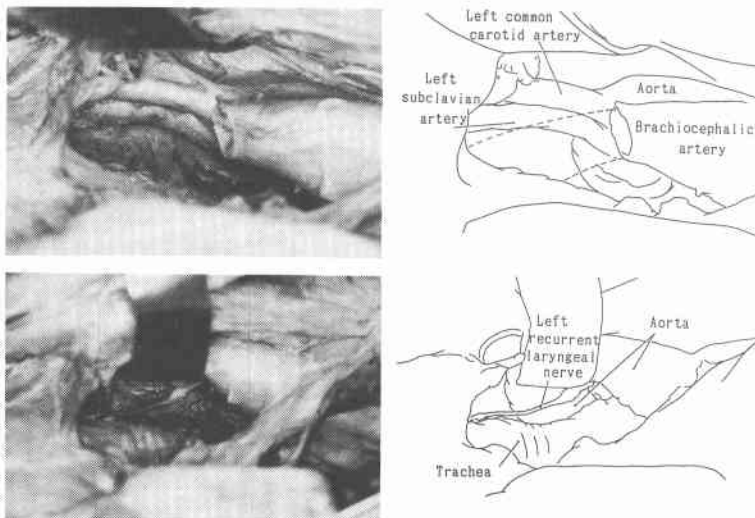 Left common
carotid artery
Left
subclavian
artery
Aorta
Brachiocephalic
artery
Left
recurrent
laryngeal
nerve
Aorta
Trachea